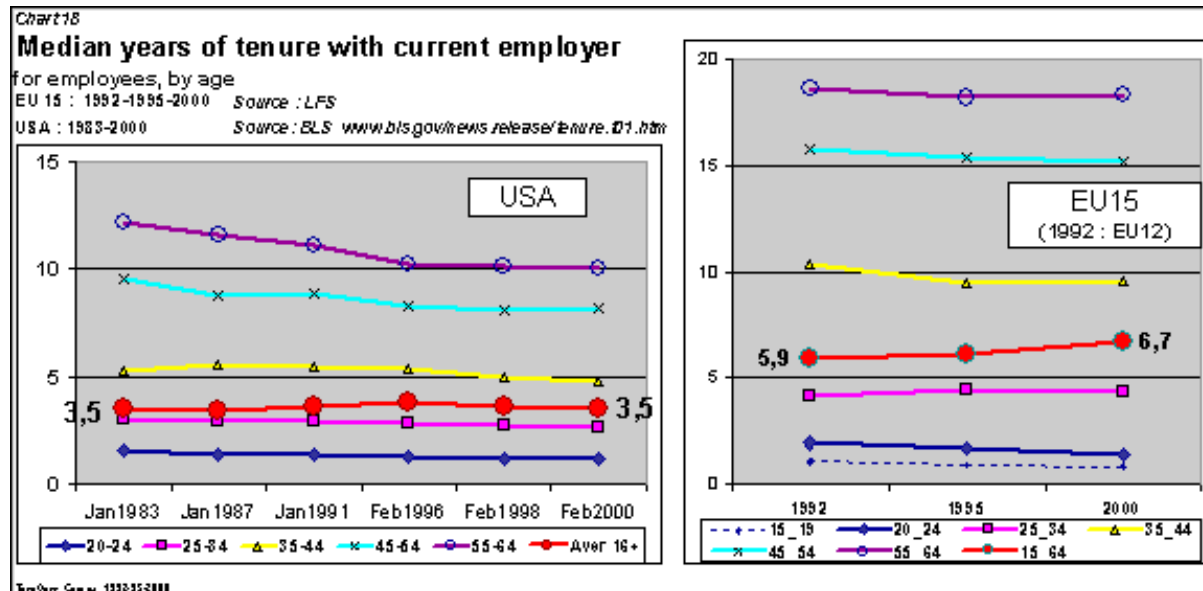 Chart 18
Median years of tenure with current employer
for employees, by age
EU 15 : 1992-1995-2000 Source : LFS
USA : 1983-2000 Source : BLS www.bls.gov/news.release/tenure.t01.htm
15
10
5
0
USA
3,5
3,5
Jan1983 Jan 1987 Jan1991 Feb1996 Feb1998 Feb2000
20-24 25-34 35-44 45-54 55-64 Aver 16+
20
15
10
5
0
EU15
(1992 : EU12)
5,9
6,7
1992 1995 2000
15_19 20_24 25_34 35_44
45_54 55_64 15_64